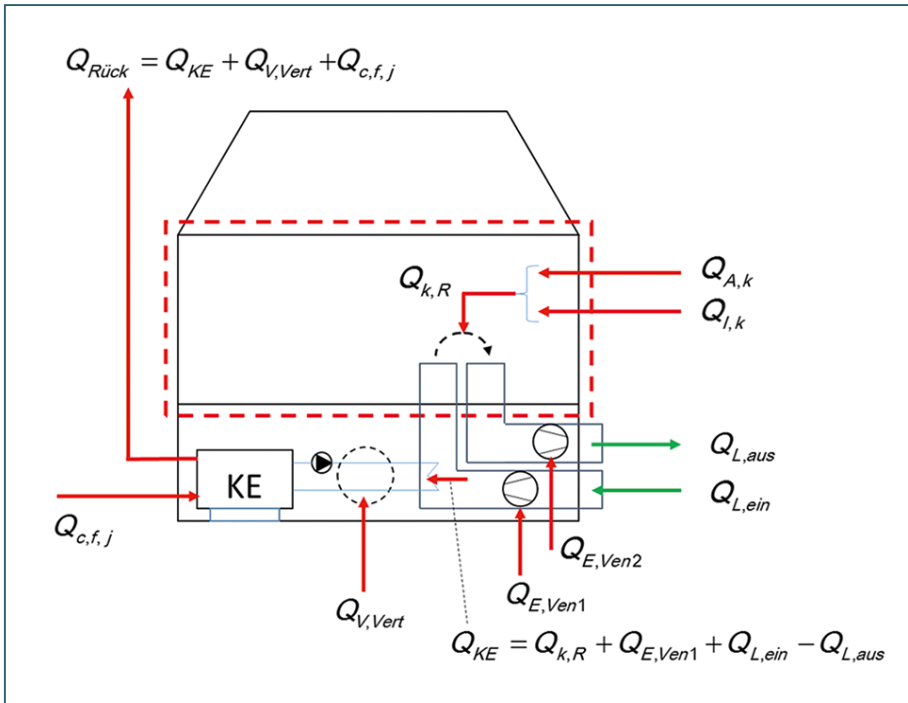 Q_Rück = Q_KE + Q_V,Vert + Q_c,f,j
Q_k,R
Q_A,k
Q_I,k
Q_L,aus
Q_L,ein
KE
Q_c,f,j
Q_V,Vert
Q_E,Ven1
Q_E,Ven2
Q_KE = Q_k,R + Q_E,Ven1 + Q_L,ein − Q_L,aus